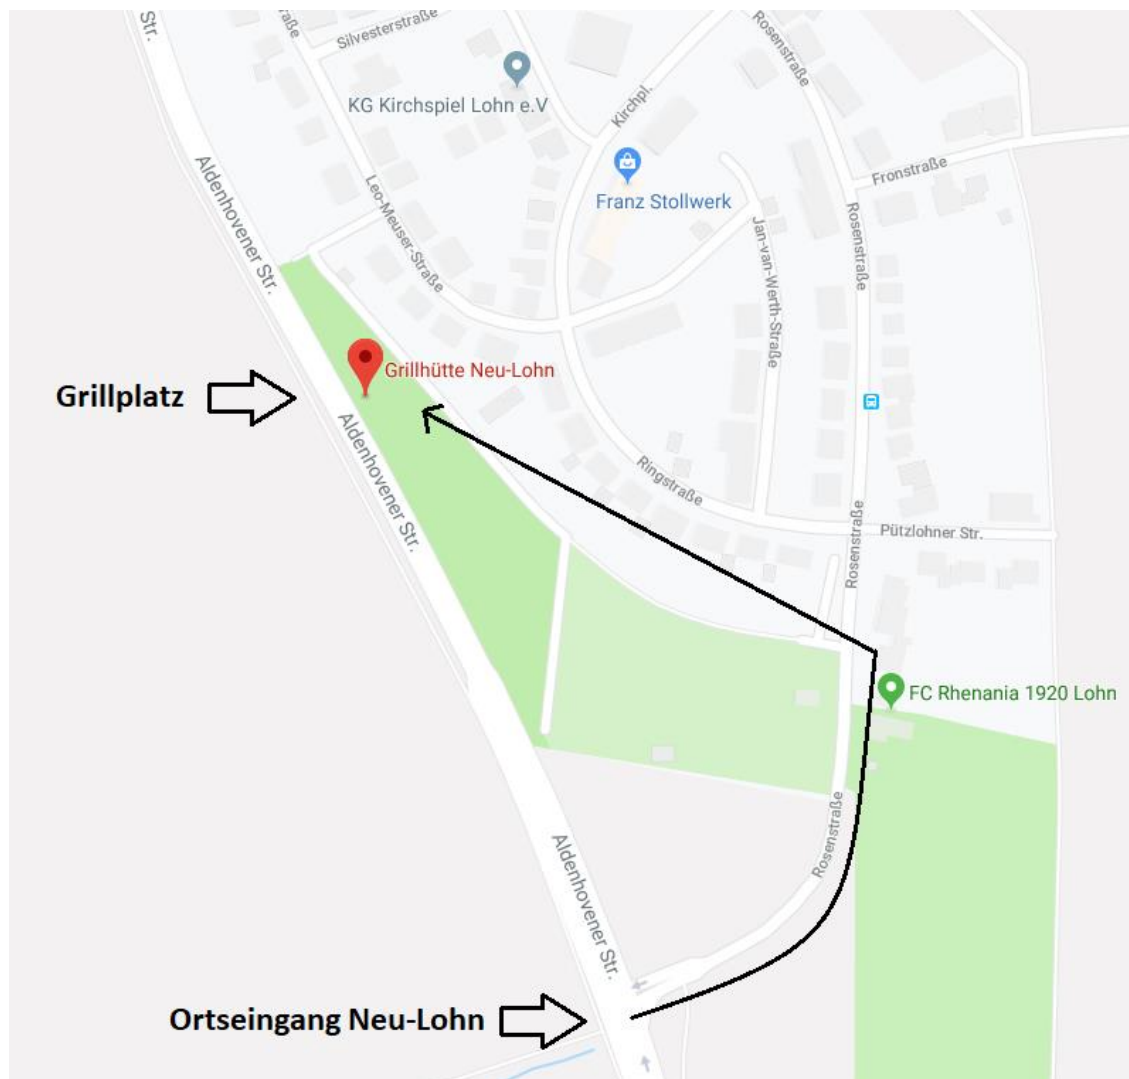 Str.
Silvesterstraße
raße
Rosenstraße
KG Kirchspiel Lohn e.V
Kirchpl.
Aldenhovener Str.
Leo-Meuser-Straße
Franz Stollwerk
Fronstraße
Rosenstraße
Jan-van-Werth-Straße
Grillhütte Neu-Lohn
Grillplatz
Aldenhovener Str.
Ringstraße
Rosenstraße
Pützlohner Str.
FC Rhenania 1920 Lohn
Rosenstraße
Aldenhovener Str.
Ortseingang Neu-Lohn